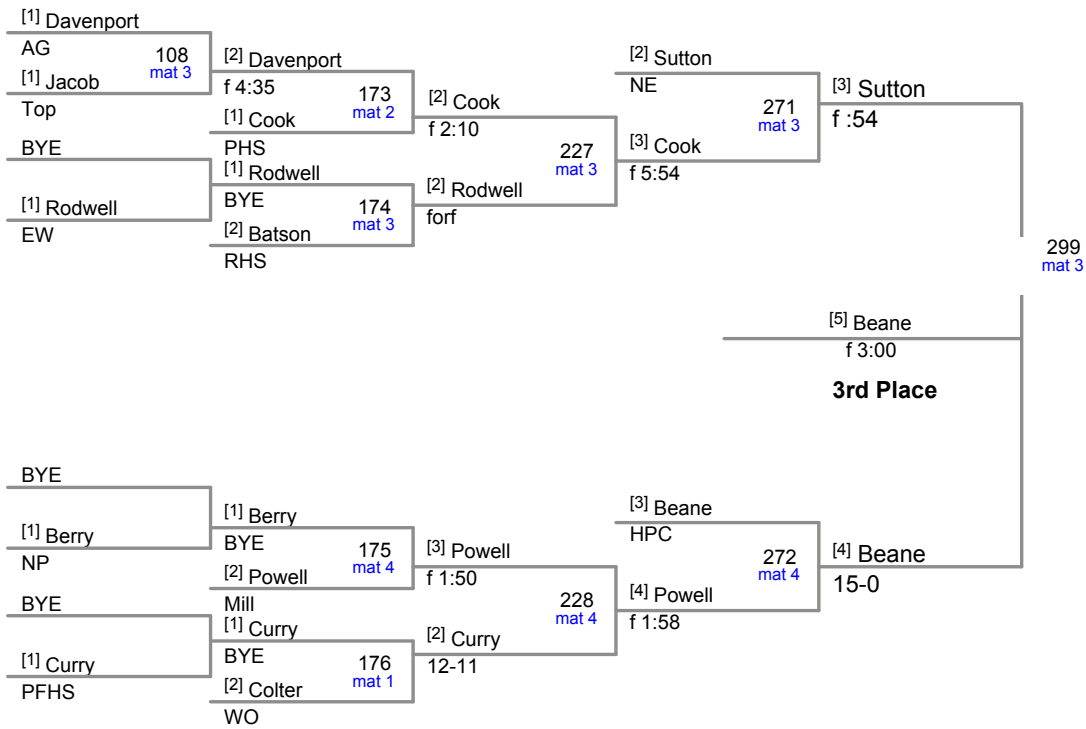 [1] Davenport
AG
108
mat 3
[1] Jacob
Top
BYE
[1] Rodwell
EW
[2] Davenport
f 4:35
173
mat 2
[1] Cook
PHS
[1] Rodwell
BYE
174
mat 3
[2] Batson
RHS
[2] Cook
f 2:10
227
mat 3
[2] Rodwell
forf
[2] Sutton
NE
271
mat 3
[3] Cook
f 5:54
[3] Sutton
f :54
299
mat 3
[5] Beane
f 3:00
3rd Place
BYE
[1] Berry
NP
BYE
[1] Curry
PFHS
[1] Berry
BYE
175
mat 4
[2] Powell
Mill
[1] Curry
BYE
176
mat 1
[2] Colter
WO
[3] Powell
f 1:50
228
mat 4
[2] Curry
12-11
[3] Beane
HPC
272
mat 4
[4] Powell
f 1:58
[4] Beane
15-0